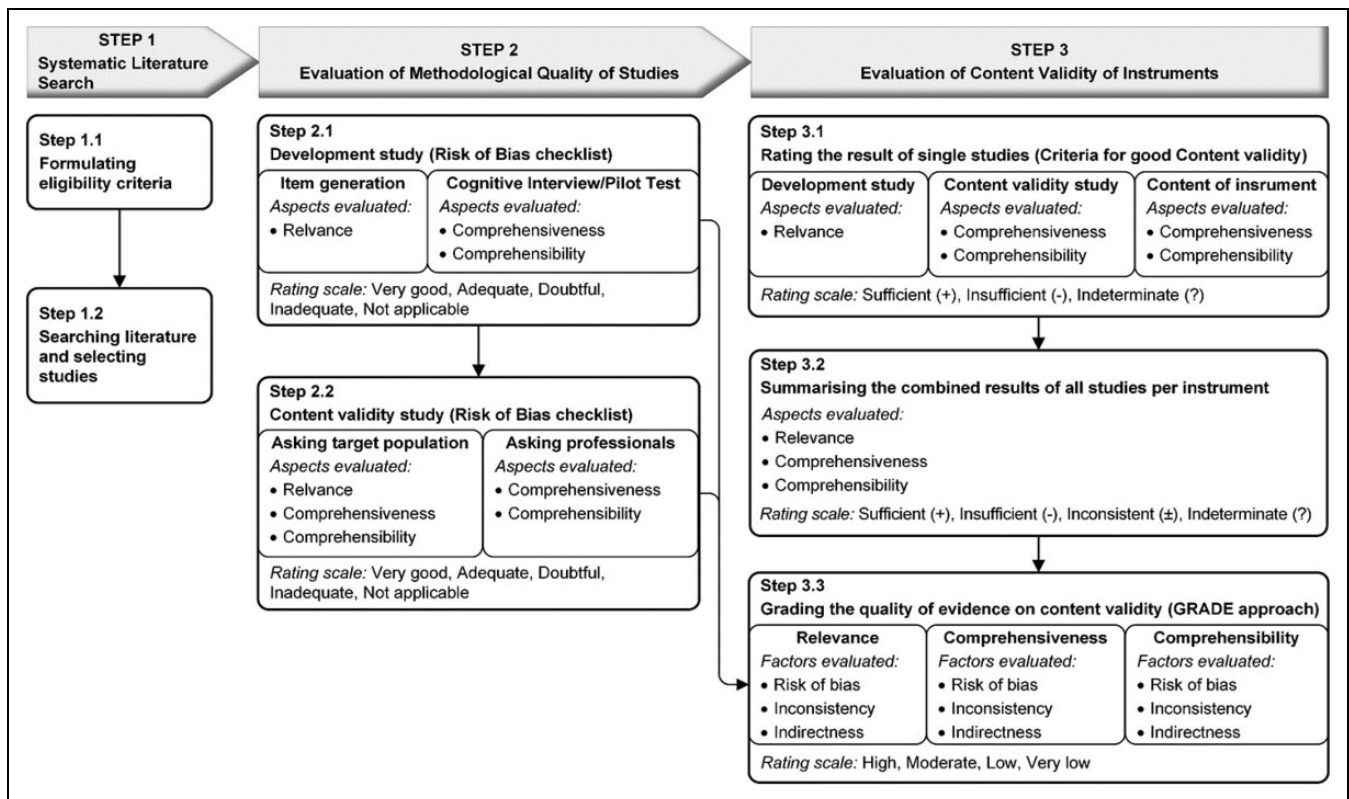 STEP 1
Systematic Literature
Search
STEP 2
Evaluation of Methodological Quality of Studies
STEP 3
Evaluation of Content Validity of Instruments
Step 1.1
Formulating
eligibility criteria
Step 1.2
Searching literature
and selecting
studies
Step 2.1
Development study (Risk of Bias checklist)
Item generation
Aspects evaluated:
• Relvance
Cognitive Interview/Pilot Test
Aspects evaluated:
• Comprehensiveness
• Comprehensibility
Rating scale: Very good, Adequate, Doubtful,
Inadequate, Not applicable
Step 2.2
Content validity study (Risk of Bias checklist)
Asking target population
Aspects evaluated:
• Relvance
• Comprehensiveness
• Comprehensibility
Asking professionals
Aspects evaluated:
• Comprehensiveness
• Comprehensibility
Rating scale: Very good, Adequate, Doubtful,
Inadequate, Not applicable
Step 3.1
Rating the result of single studies (Criteria for good Content validity)
Development study
Aspects evaluated:
• Relvance
Content validity study
Aspects evaluated:
• Comprehensiveness
• Comprehensibility
Content of insrument
Aspects evaluated:
• Comprehensiveness
• Comprehensibility
Rating scale: Sufficient (+), Insufficient (-), Indeterminate (?)
Step 3.2
Summarising the combined results of all studies per instrument
Aspects evaluated:
• Relevance
• Comprehensiveness
• Comprehensibility
Rating scale: Sufficient (+), Insufficient (-), Inconsistent (±), Indeterminate (?)
Step 3.3
Grading the quality of evidence on content validity (GRADE approach)
Relevance
Factors evaluated:
• Risk of bias
• Inconsistency
• Indirectness
Comprehensiveness
Factors evaluated:
• Risk of bias
• Inconsistency
• Indirectness
Comprehensibility
Factors evaluated:
• Risk of bias
• Inconsistency
• Indirectness
Rating scale: High, Moderate, Low, Very low